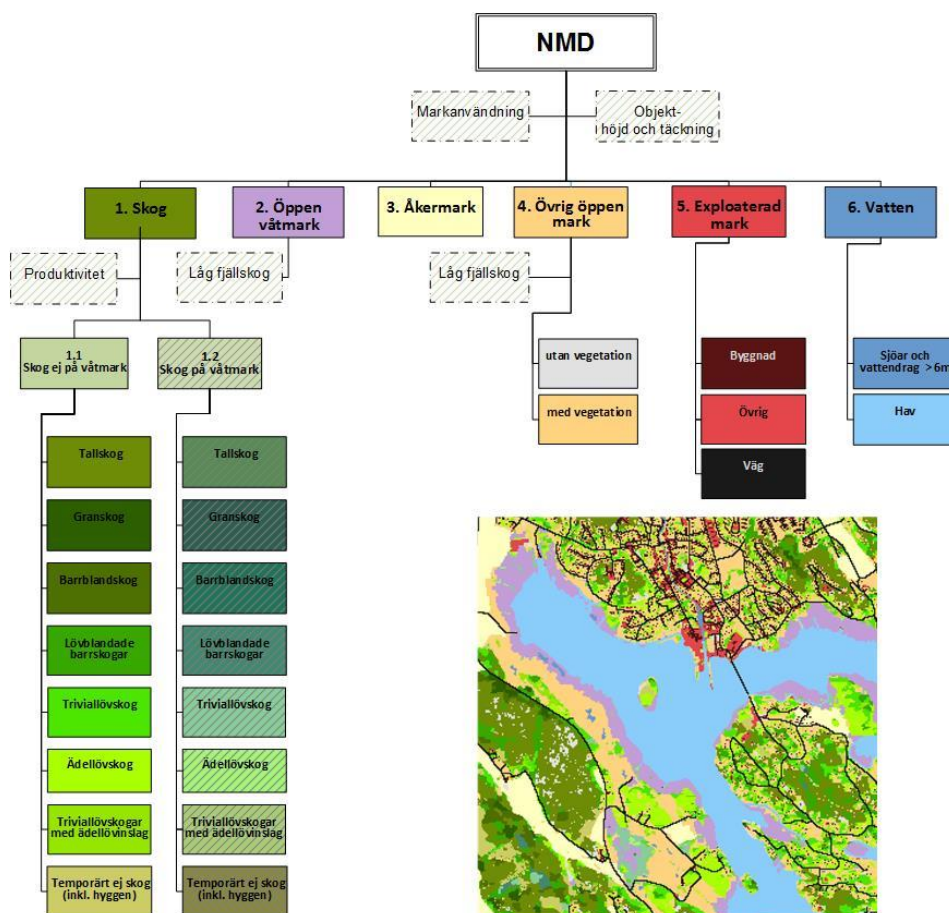 NMD
Markanvändning
Objekt-
höjd och täckning
1. Skog
2. Öppen
våtmark
3. Åkermark
4. Övrig öppen
mark
5. Exploaterad
mark
6. Vatten
Produktivitet
Låg fjällskog
Låg fjällskog
1.1
Skog ej på våtmark
1.2
Skog på våtmark
utan vegetation
med vegetation
Byggnad
Övrig
Väg
Sjöar och
vattendrag >6m
Hav
Tallskog
Granskog
Barrblandskog
Lövblandade
barrskogar
Triviallövskog
Ädellövskog
Triviallövskogar
med ädellövinslag
Temporärt ej skog
(inkl. hyggen)
Tallskog
Granskog
Barrblandskog
Lövblandade
barrskogar
Triviallövskog
Ädellövskog
Triviallövskogar
med ädellövinslag
Temporärt ej skog
(inkl. hyggen)